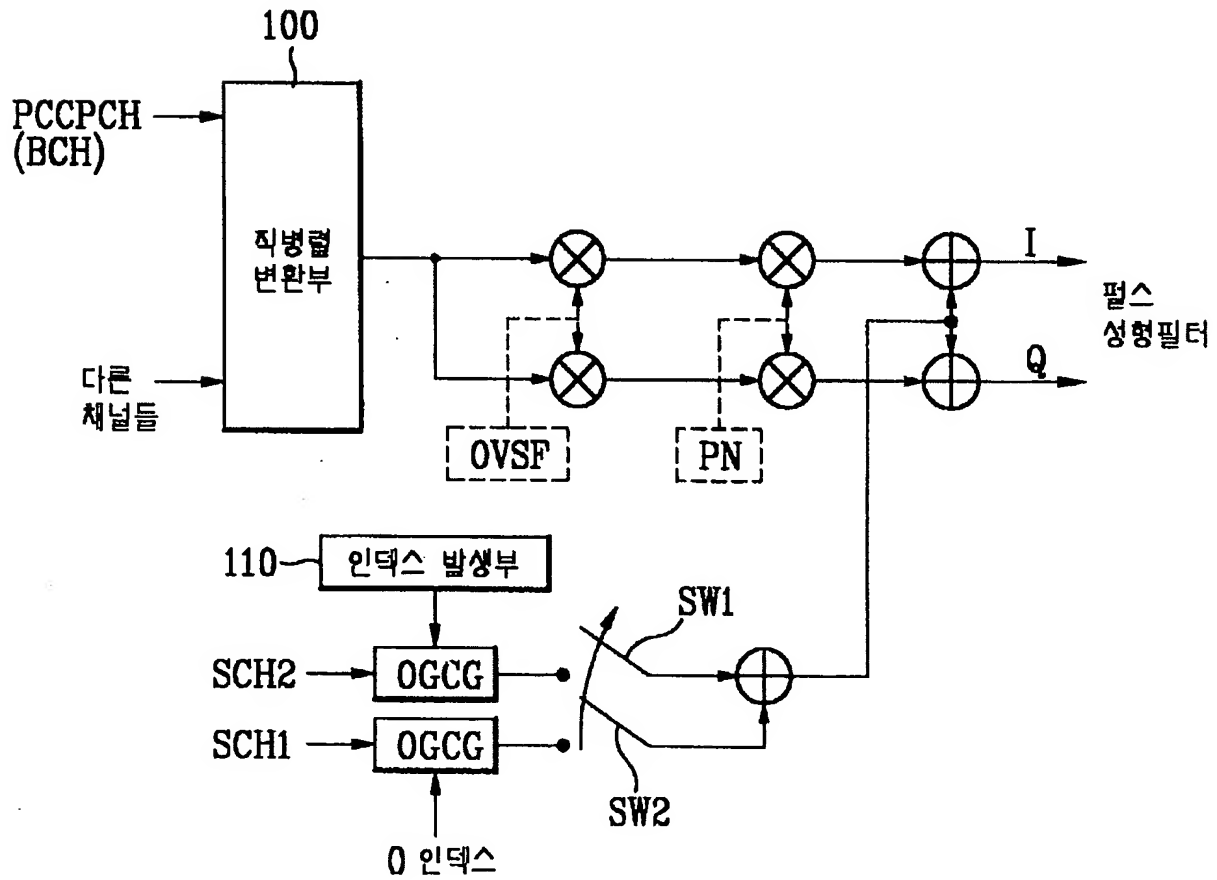 100
PCCPCH
(BCH)
직병렬
변환부
다른
채널들
I
Q
펄스
성형필터
OVSF
PN
110
인덱스 발생부
SCH2
OGCG
SCH1
OGCG
SW1
SW2
0 인덱스